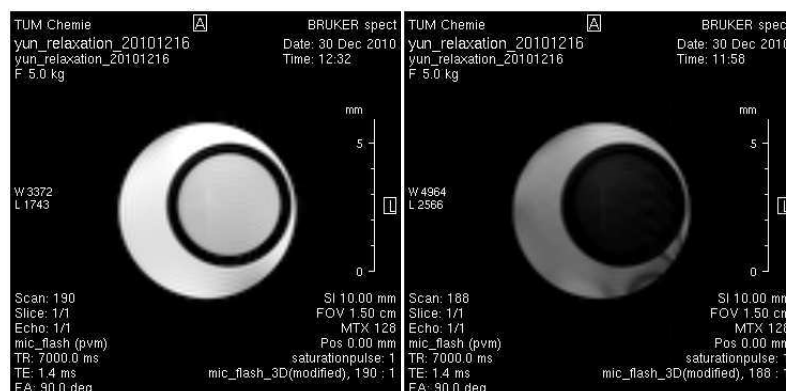 TUM Chemie
A
BRUKER spect
yun_relaxation_20101216
Date: 30 Dec 2010
yun_relaxation_20101216
Time: 12:32
F 5.0 kg
mm
5
W 3372
L 1743
L
0
Scan: 190
SI 10.00 mm
Slice: 1/1
FOV 1.50 cm
Echo: 1/1
MTX 128
mic_flash (pvm)
Pos 0.00 mm
TR: 7000.0 ms
saturationpulse: 1
TE: 1.4 ms
mic_flash_3D(modified), 190 : 1
FA: 90.0 deg
TUM Chemie
A
BRUKER spect
yun_relaxation_20101216
Date: 30 Dec 2010
yun_relaxation_20101216
Time: 11:58
F 5.0 kg
mm
5
W 4964
L 2566
L
0
Scan: 188
SI 10.00 mm
Slice: 1/1
FOV 1.50 cm
Echo: 1/1
MTX 128
mic_flash (pvm)
Pos 0.00 mm
TR: 7000.0 ms
saturationpulse: 1
TE: 1.4 ms
mic_flash_3D(modified), 188 : 1
FA: 90.0 deg